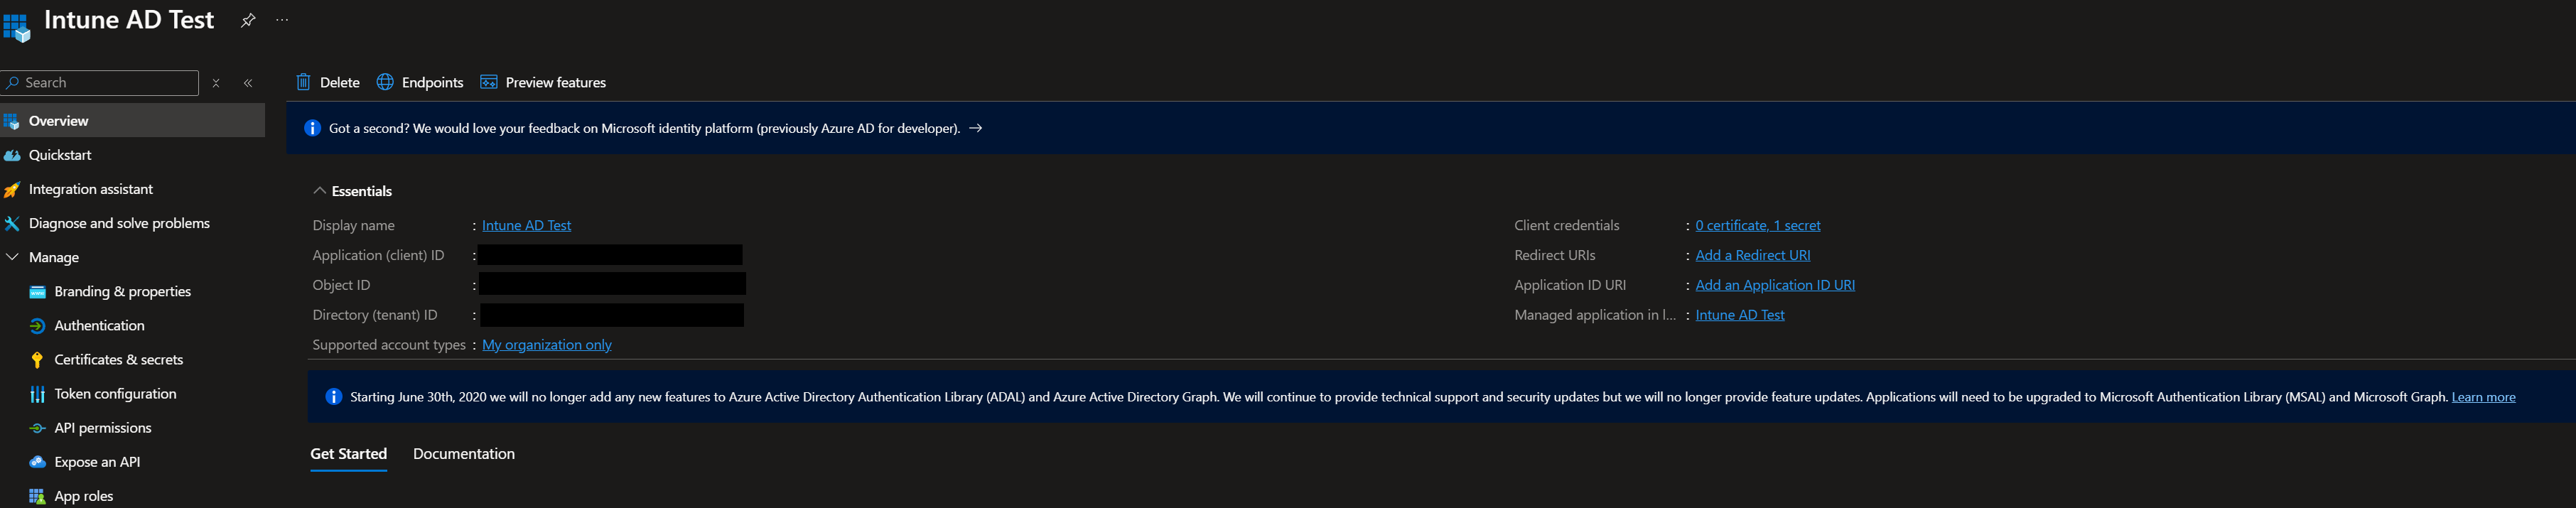 Intune AD Test
Search
Delete
Endpoints
Preview features
Overview
Got a second? We would love your feedback on Microsoft identity platform (previously Azure AD for developer). →
Quickstart
Integration assistant
Diagnose and solve problems
Manage
Branding & properties
Authentication
Certificates & secrets
Token configuration
API permissions
Expose an API
App roles
Essentials
Display name : Intune AD Test
Application (client) ID :
Object ID :
Directory (tenant) ID :
Supported account types : My organization only
Client credentials : 0 certificate, 1 secret
Redirect URIs : Add a Redirect URI
Application ID URI : Add an Application ID URI
Managed application in l... : Intune AD Test
Starting June 30th, 2020 we will no longer add any new features to Azure Active Directory Authentication Library (ADAL) and Azure Active Directory Graph. We will continue to provide technical support and security updates but we will no longer provide feature updates. Applications will need to be upgraded to Microsoft Authentication Library (MSAL) and Microsoft Graph. Learn more
Get Started
Documentation